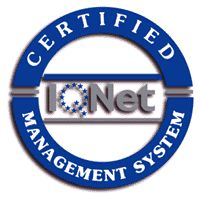 CERTIFIED
IQNet
MANAGEMENT SYSTEM